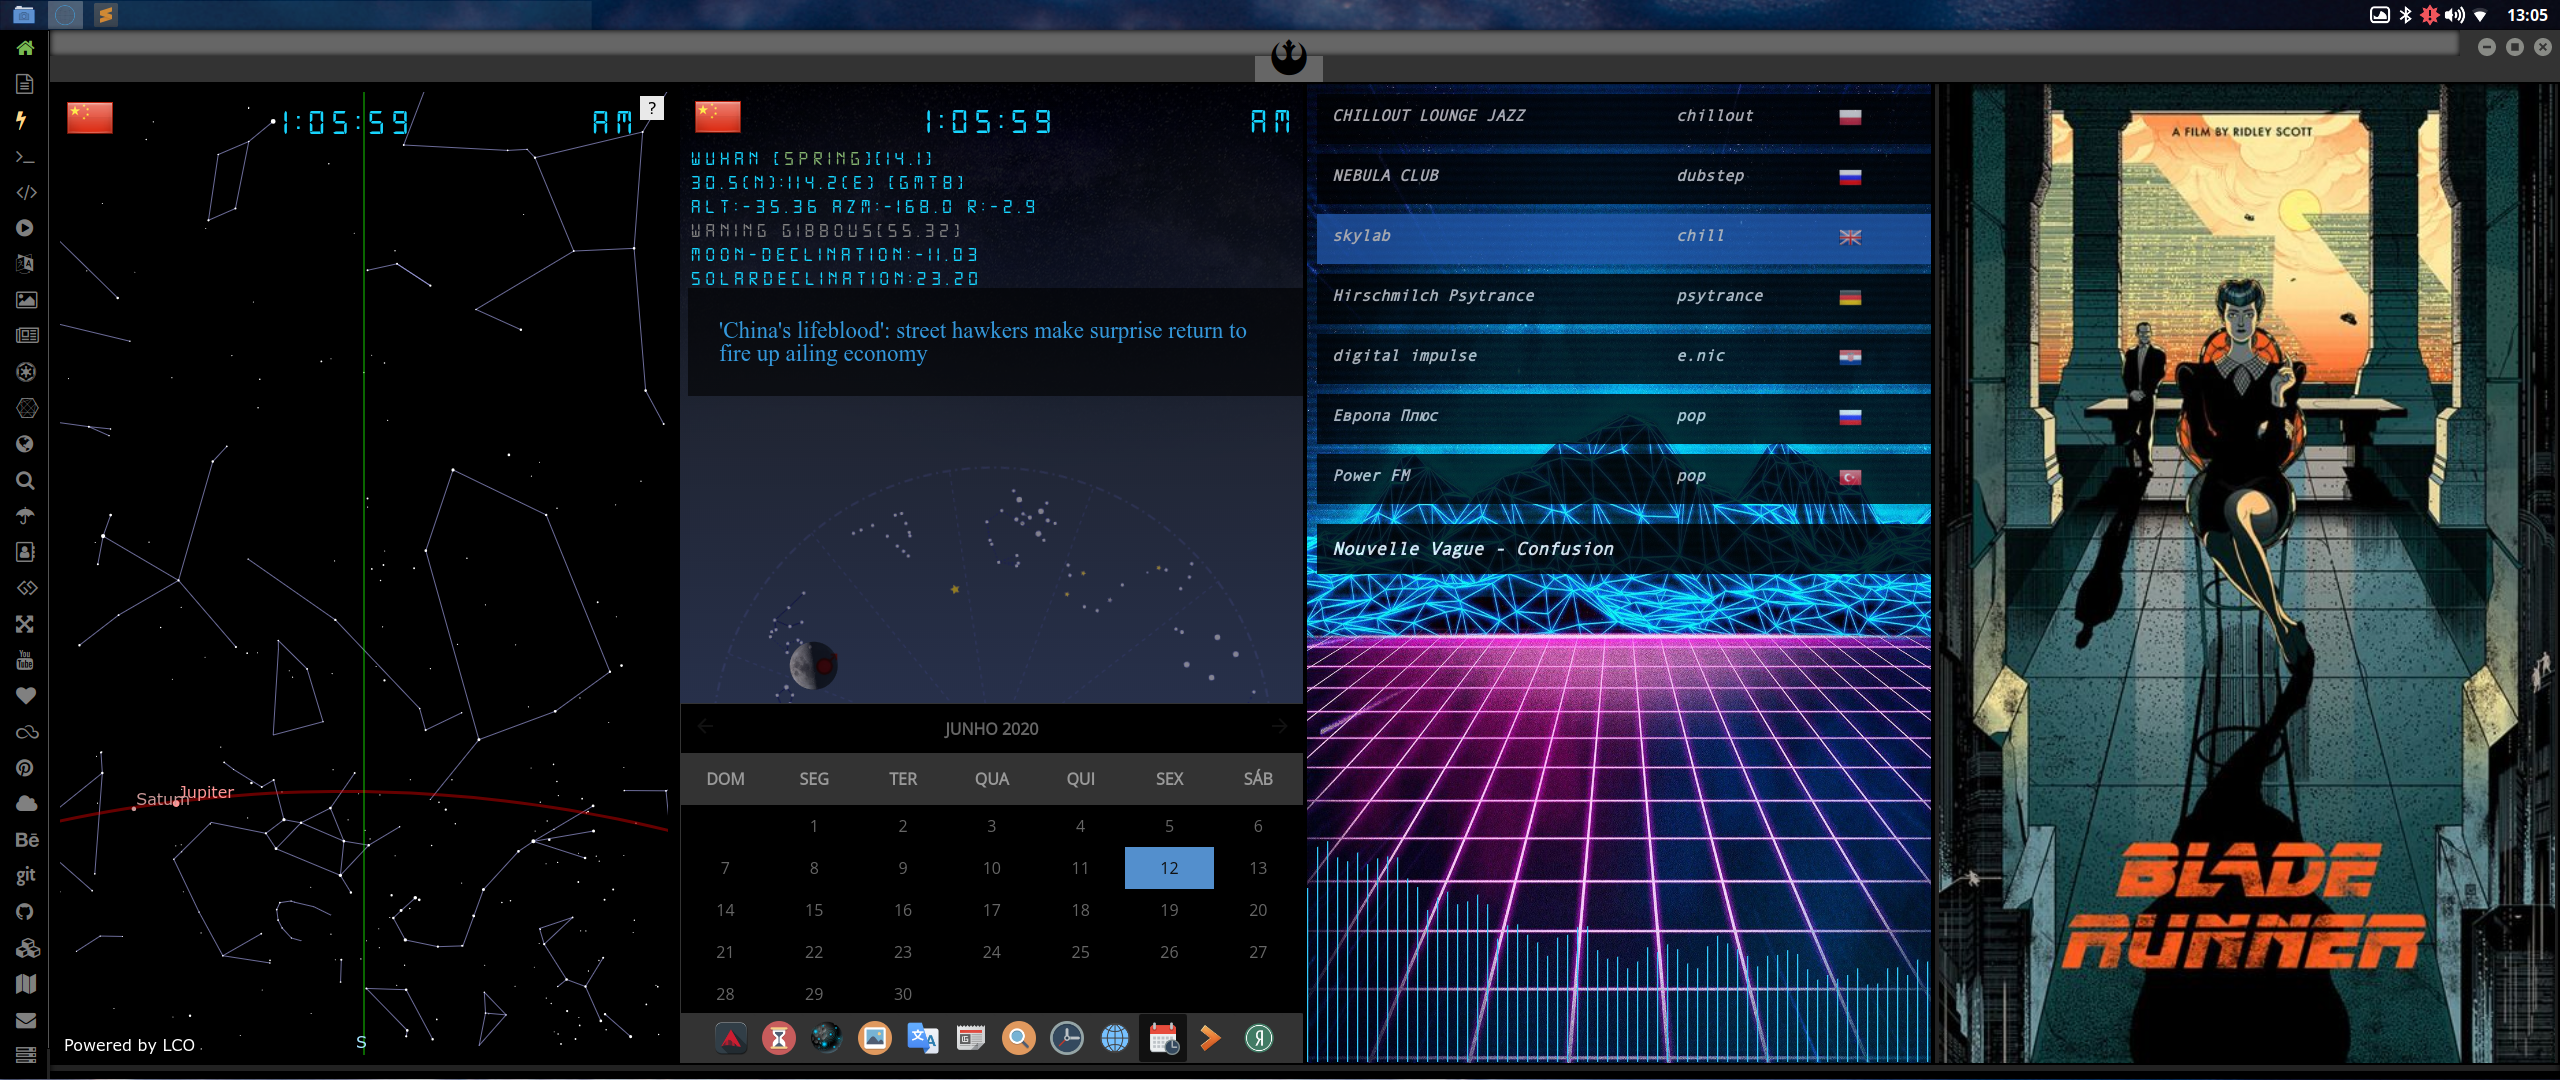 13:05
1:05:59 AM
?
Saturn
Jupiter
S
Powered by LCO
You
Tube
Bē
git
1:05:59 AM
WUHAN [SPRING][14.1]
30.5(N):114.2(E) [GMT8]
ALT:-35.36 AZM:-168.0 R:-2.9
WANING GIBBOUS[55.32]
MOON-DECLINATION:-11.03
SOLARDECLINATION:23.20
'China's lifeblood': street hawkers make surprise return to
fire up ailing economy
JUNHO 2020
DOM SEG TER QUA QUI SEX SÁB
1 2 3 4 5 6
7 8 9 10 11 12 13
14 15 16 17 18 19 20
21 22 23 24 25 26 27
28 29 30
CHILLOUT LOUNGE JAZZ chillout
NEBULA CLUB dubstep
skylab chill
Hirschmilch Psytrance psytrance
digital impulse e.nic
Европа Плюс pop
Power FM pop
Nouvelle Vague - Confusion
A FILM BY RIDLEY SCOTT
BLADE
RUNNER